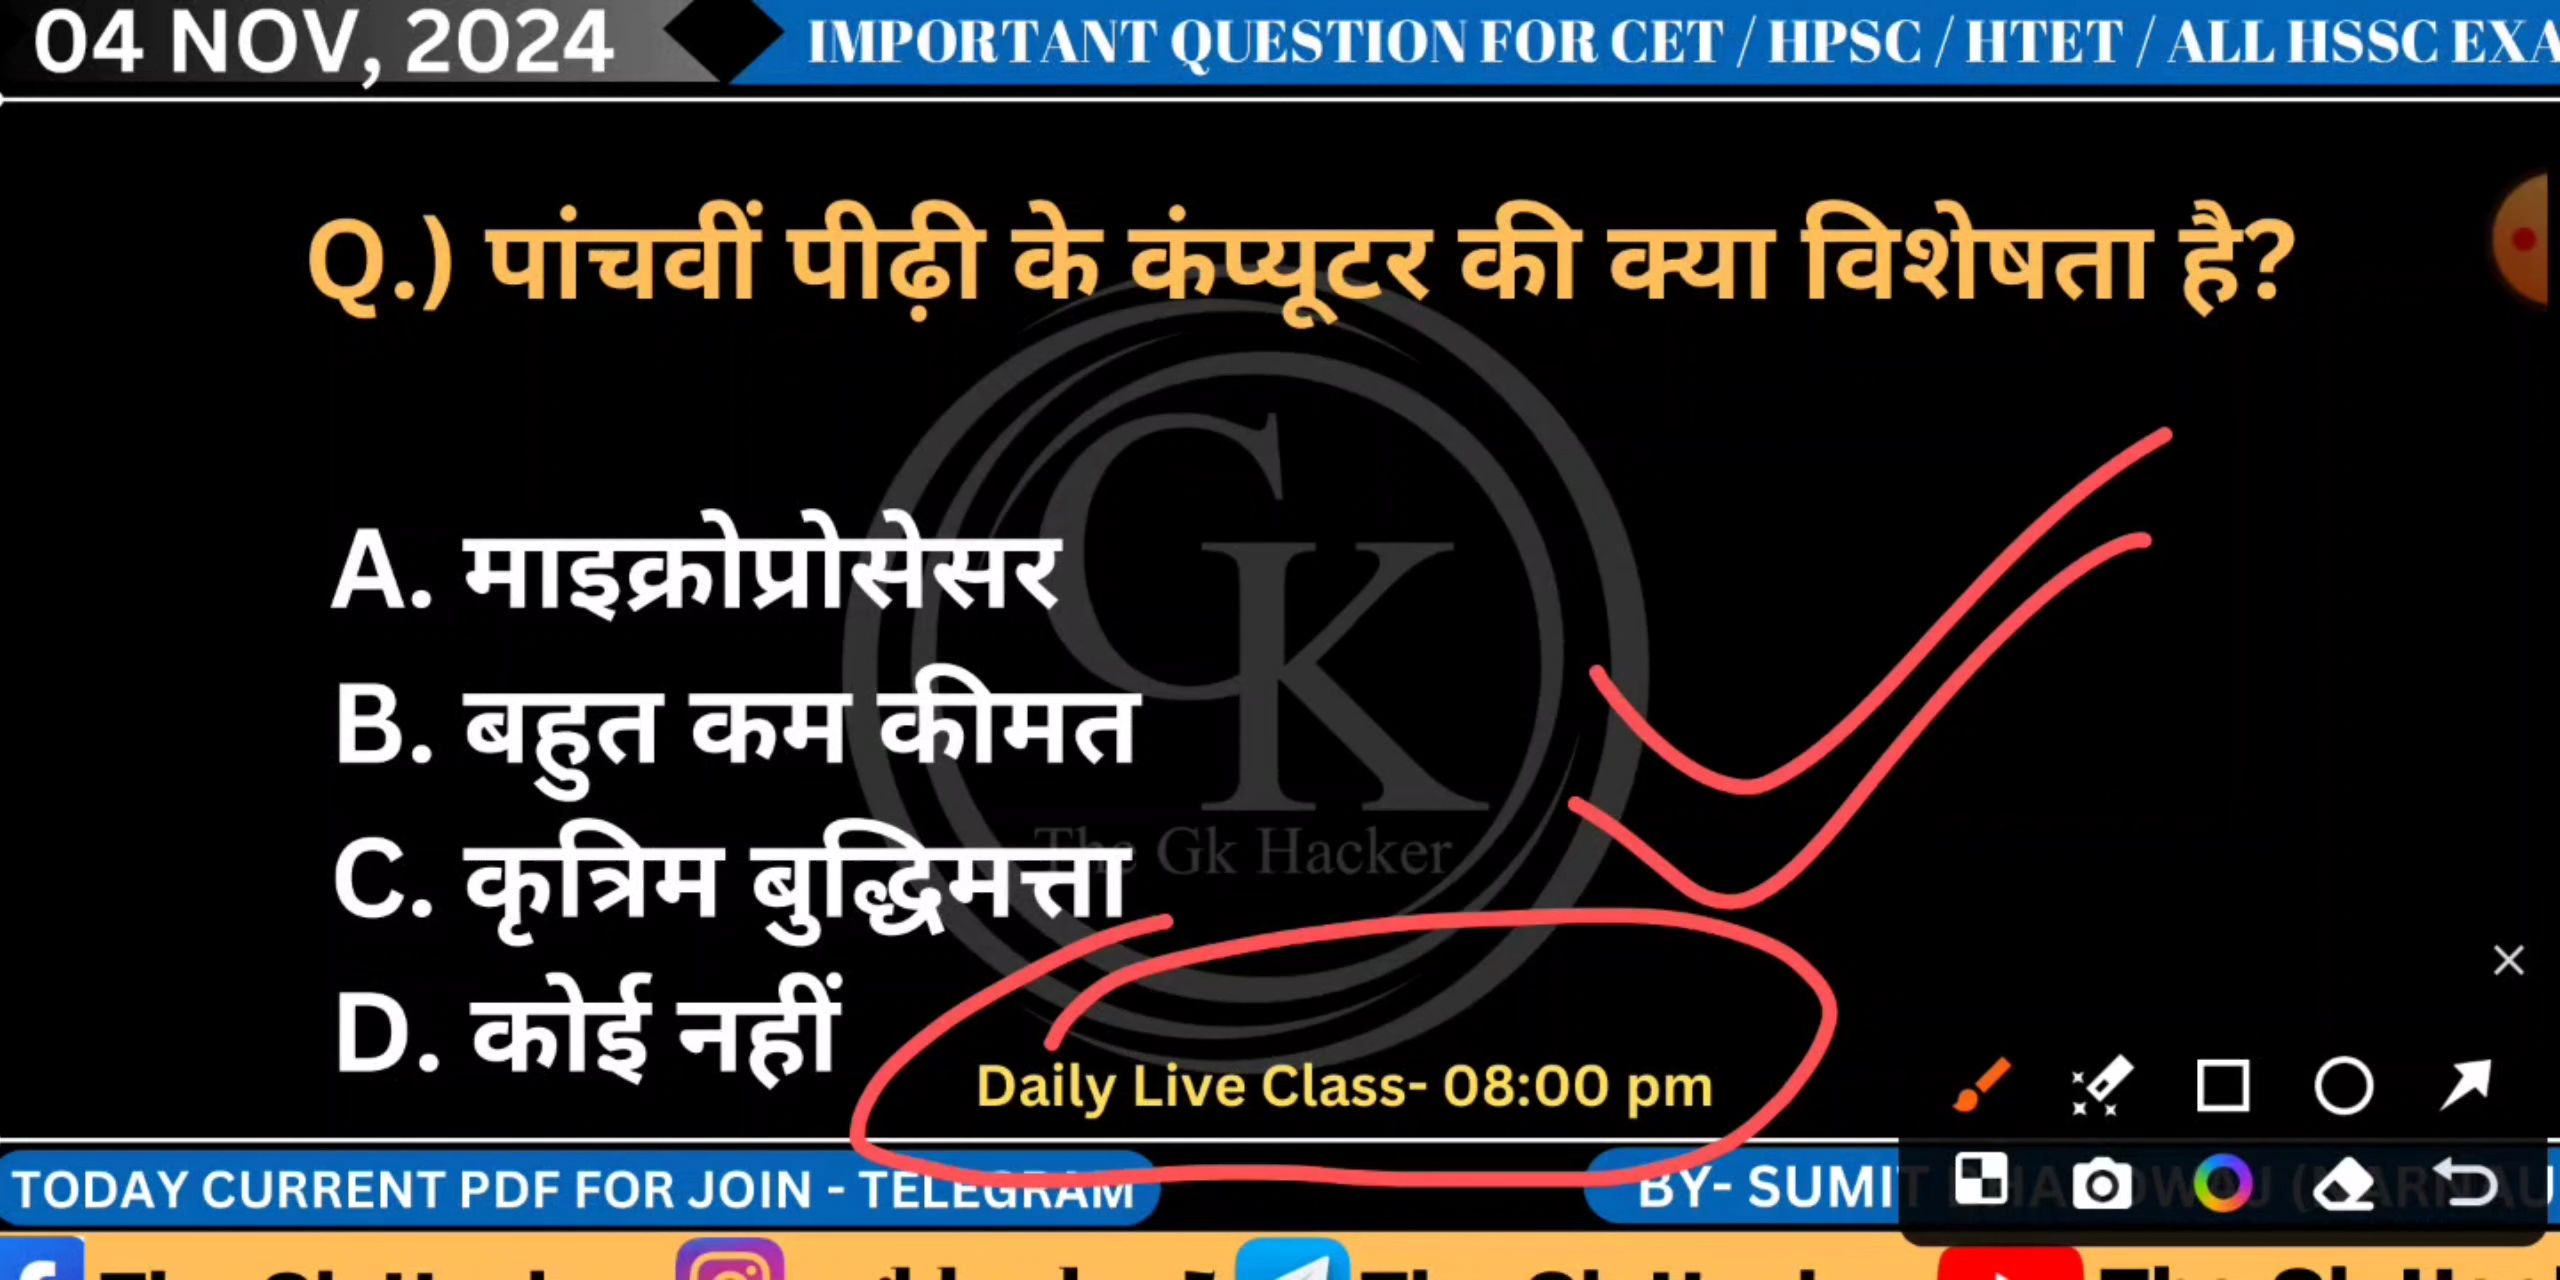 04 NOV, 2024
IMPORTANT QUESTION FOR CET / HPSC / HTET / ALL HSSC EXA
Q.) पांचवीं पीढ़ी के कंप्यूटर की क्या विशेषता है?
A. माइक्रोप्रोसेसर
B. बहुत कम कीमत
C. कृत्रिम बुद्धिमत्ता
D. कोई नहीं
GK
The Gk Hacker
Daily Live Class- 08:00 pm
TODAY CURRENT PDF FOR JOIN - TELEGRAM
BY- SUMIT